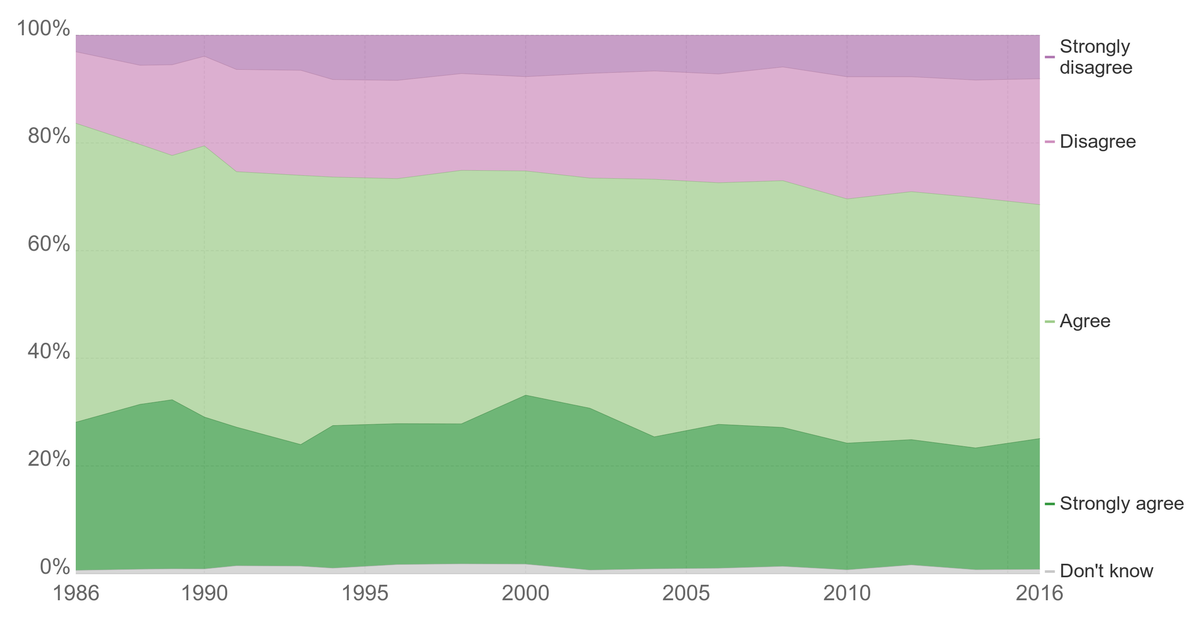 100%
80%
60%
40%
20%
0%
1986
1990
1995
2000
2005
2010
2016
Strongly
disagree
Disagree
Agree
Strongly agree
Don't know